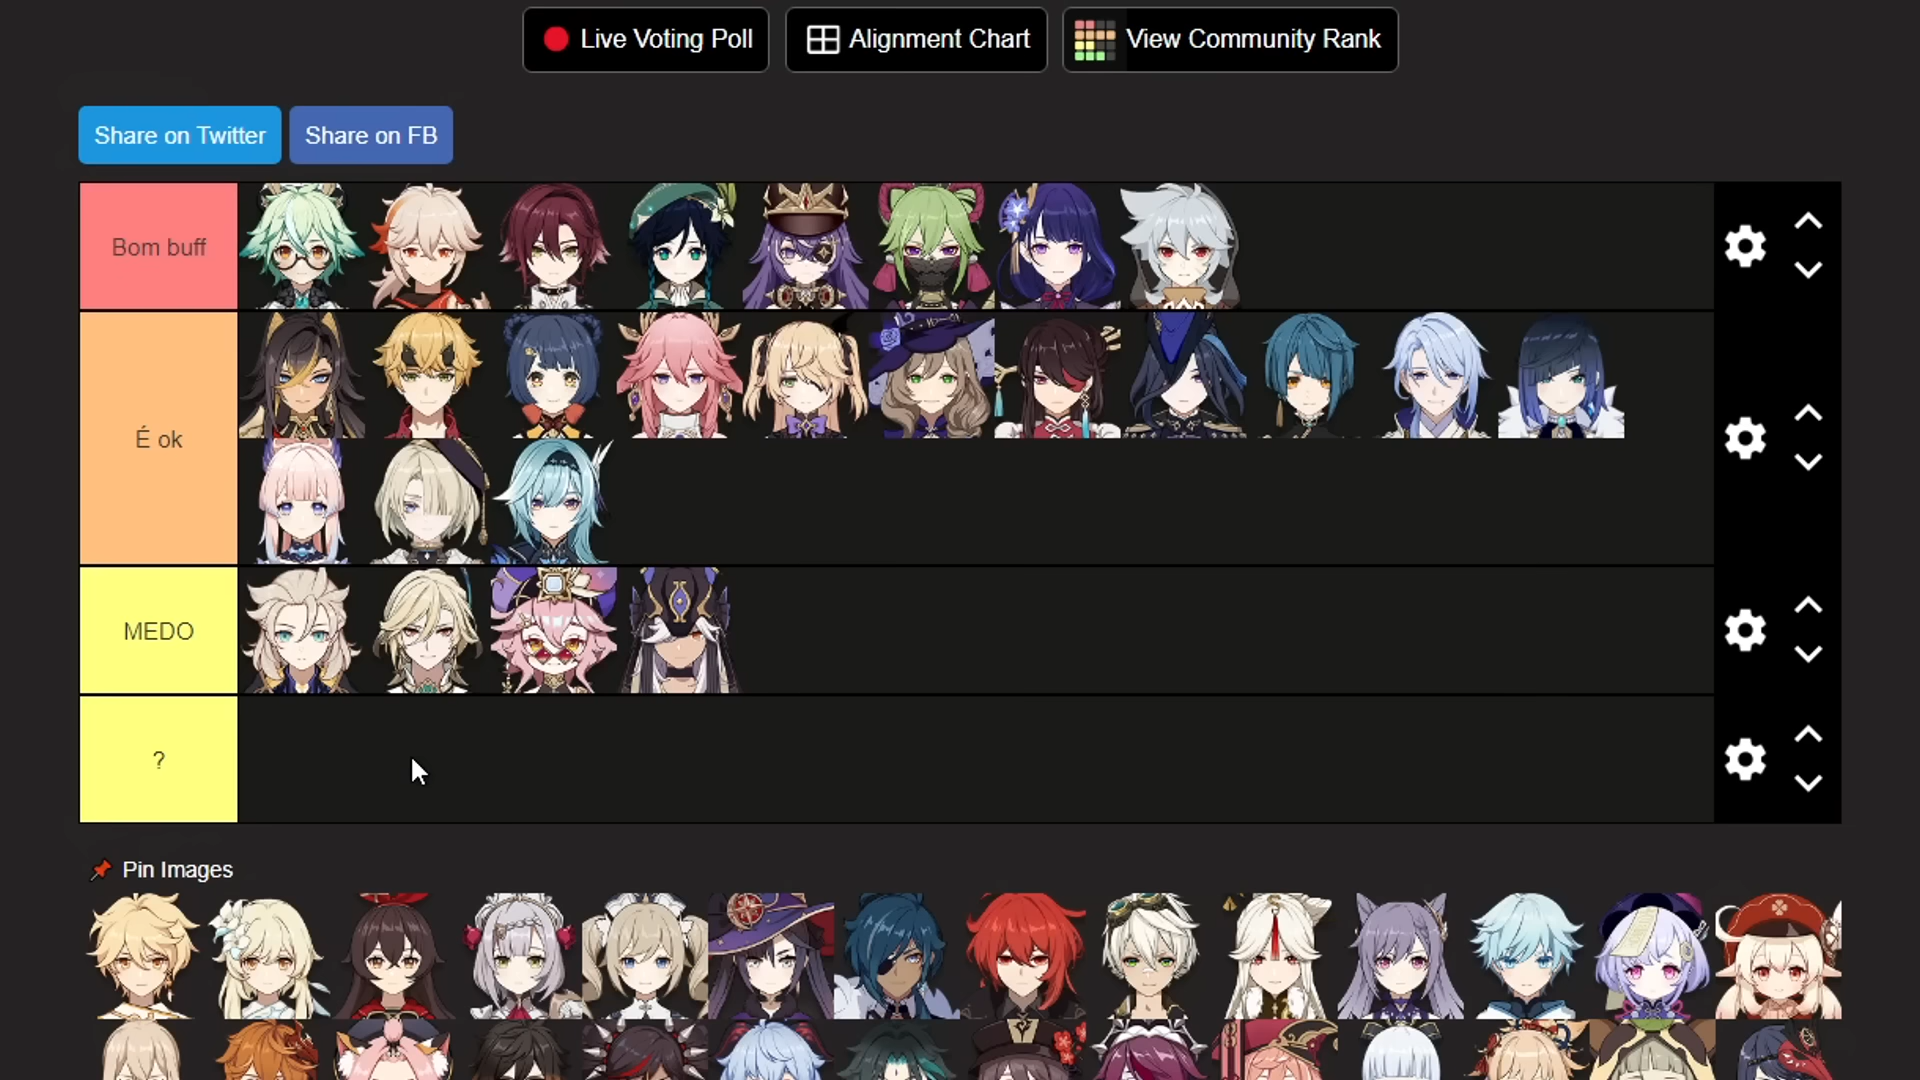 Live Voting Poll
Alignment Chart
View Community Rank
Share on Twitter
Share on FB
Bom buff
É ok
MEDO
?
Pin Images